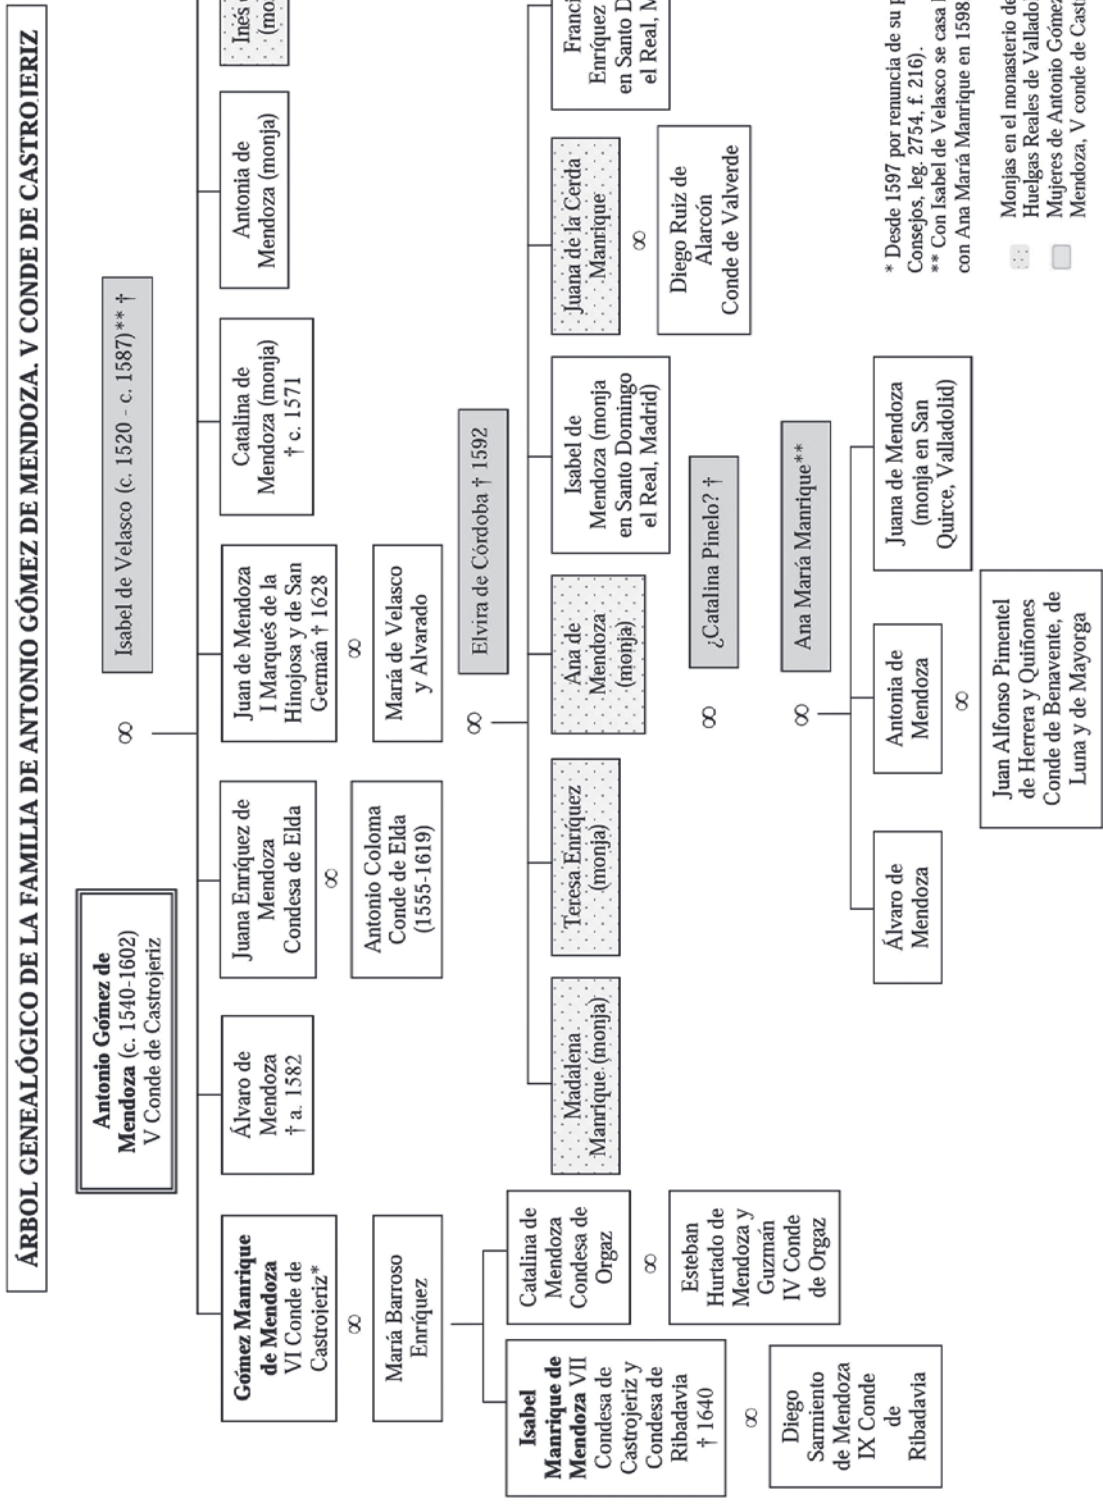 ÁRBOL GENEALÓGICO DE LA FAMILIA DE ANTONIO GÓMEZ DE MENDOZA. V CONDE DE CASTROJERIZ
Antonio Gómez de
Mendoza (c. 1540-1602)
V Conde de Castrojeriz
∞
Isabel de Velasco (c. 1520 - c. 1587)** †
Gómez Manrique
de Mendoza
VI Conde de
Castrojeriz*
∞
María Barroso
Enríquez
Álvaro de
Mendoza
† a. 1582
Juana Enríquez de
Mendoza
Condesa de Elda
∞
Antonio Coloma
Conde de Elda
(1555-1619)
Juan de Mendoza
I Marqués de la
Hinojosa y de San
Germán † 1628
∞
María de Velasco
y Alvarado
Catalina de
Mendoza (monja)
† c. 1571
Antonia de
Mendoza (monja)
Inés
(mo
Isabel
Manrique de
Mendoza VII
Condesa de
Castrojeriz y
Condesa de
Ribadavia
† 1640
∞
Diego
Sarmiento
de Mendoza
IX Conde
de
Ribadavia
Catalina de
Mendoza
Condesa de
Orgaz
∞
Esteban
Hurtado de
Mendoza y
Guzmán
IV Conde
de Orgaz
∞
Elvira de Córdoba † 1592
Madalena
Manrique (monja)
Teresa Enríquez
(monja)
Ana de
Mendoza
(monja)
Isabel de
Mendoza (monja
en Santo Domingo
el Real, Madrid)
Juana de la Cerda
Manrique
∞
Diego Ruiz de
Alarcón
Conde de Valverde
Franci
Enríquez
en Santo D
el Real, M
∞
¿Catalina Pinelo? †
∞
Ana María Manrique**
Álvaro de
Mendoza
Antonia de
Mendoza
∞
Juan Alfonso Pimentel
de Herrera y Quiñones
Conde de Benavente, de
Luna y de Mayorga
Juana de Mendoza
(monja en San
Quirce, Valladolid)
* Desde 1597 por renuncia de su p
Consejos, leg. 2754, f. 216).
** Con Isabel de Velasco se casa
con Ana María Manrique en 1598
Monjas en el monasterio de
Huelgas Reales de Vallado
Mujeres de Antonio Gómez
Mendoza, V conde de Cast